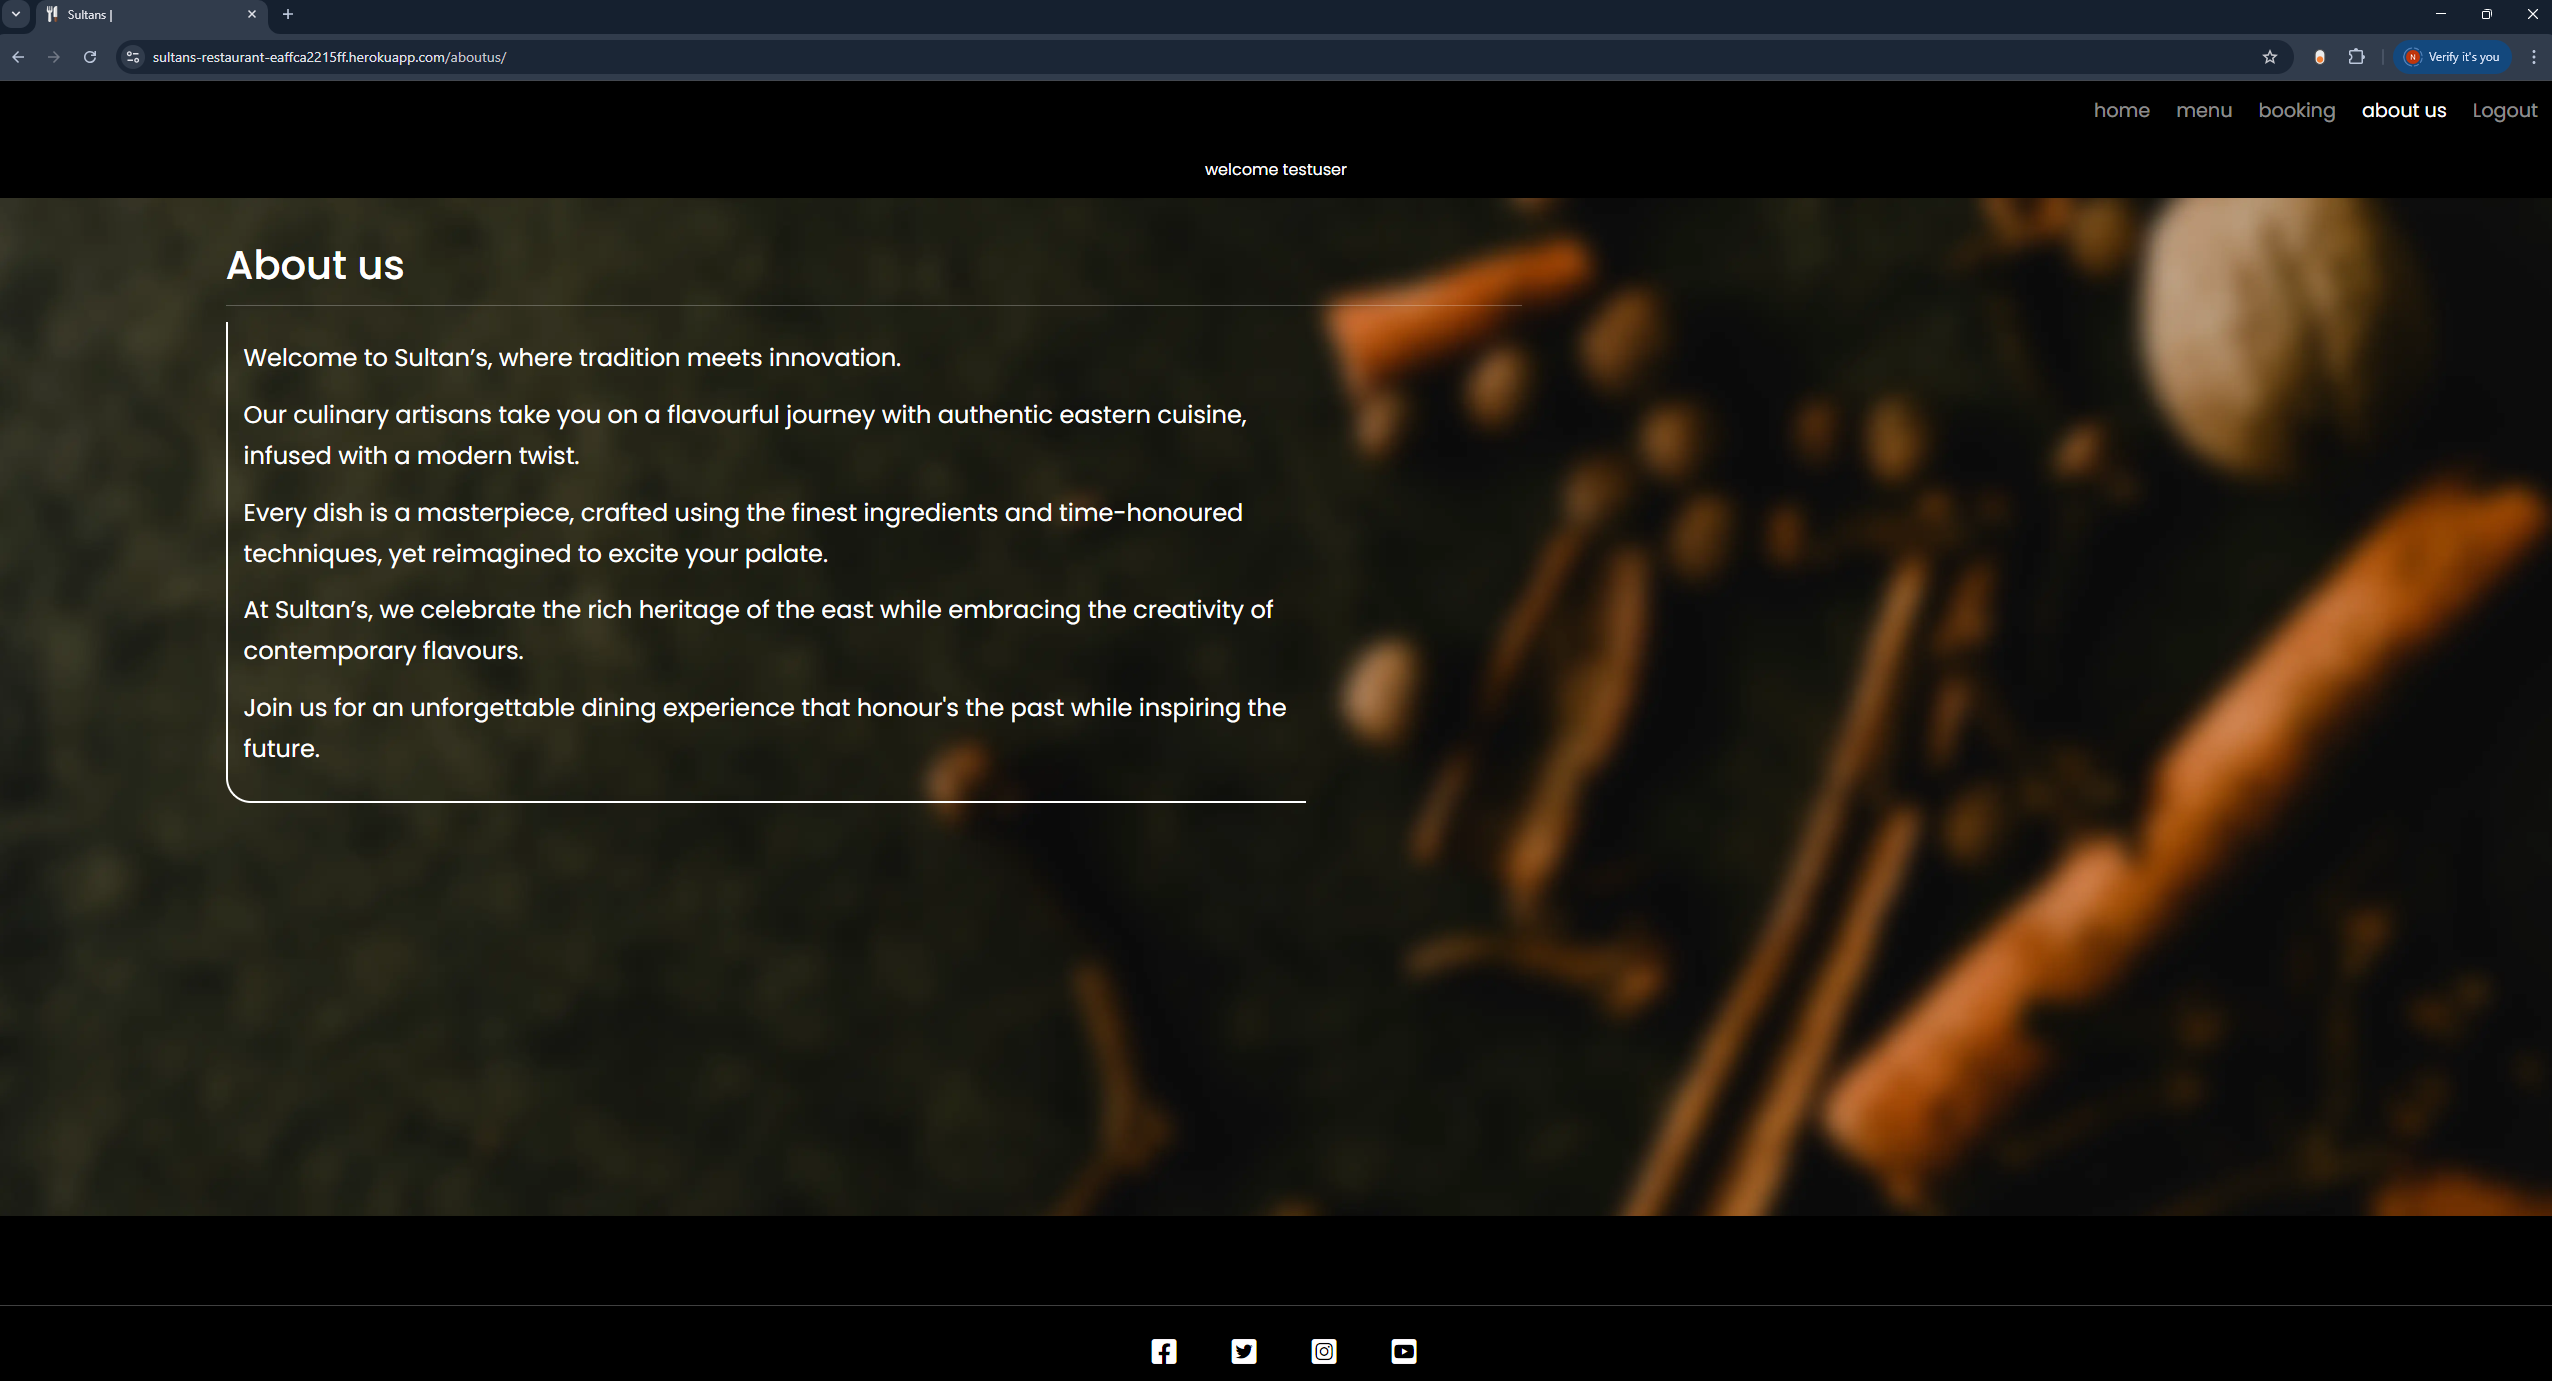 Sultans |
sultans-restaurant-eaffca2215ff.herokuapp.com/aboutus/
N
Verify it's you
home menu booking about us Logout
welcome testuser
About us
Welcome to Sultan’s, where tradition meets innovation.
Our culinary artisans take you on a flavourful journey with authentic eastern cuisine,
infused with a modern twist.
Every dish is a masterpiece, crafted using the finest ingredients and time-honoured
techniques, yet reimagined to excite your palate.
At Sultan’s, we celebrate the rich heritage of the east while embracing the creativity of
contemporary flavours.
Join us for an unforgettable dining experience that honour's the past while inspiring the
future.